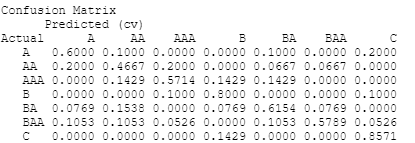 Confusion Matrix
Predicted (cv)
Actual A AA AAA B BA BAA C
A 0.6000 0.1000 0.0000 0.0000 0.1000 0.0000 0.2000
AA 0.2000 0.4667 0.2000 0.0000 0.0667 0.0667 0.0000
AAA 0.0000 0.1429 0.5714 0.1429 0.1429 0.0000 0.0000
B 0.0000 0.0000 0.1000 0.8000 0.0000 0.0000 0.1000
BA 0.0769 0.1538 0.0000 0.0769 0.6154 0.0769 0.0000
BAA 0.1053 0.1053 0.0526 0.0000 0.1053 0.5789 0.0526
C 0.0000 0.0000 0.0000 0.1429 0.0000 0.0000 0.8571